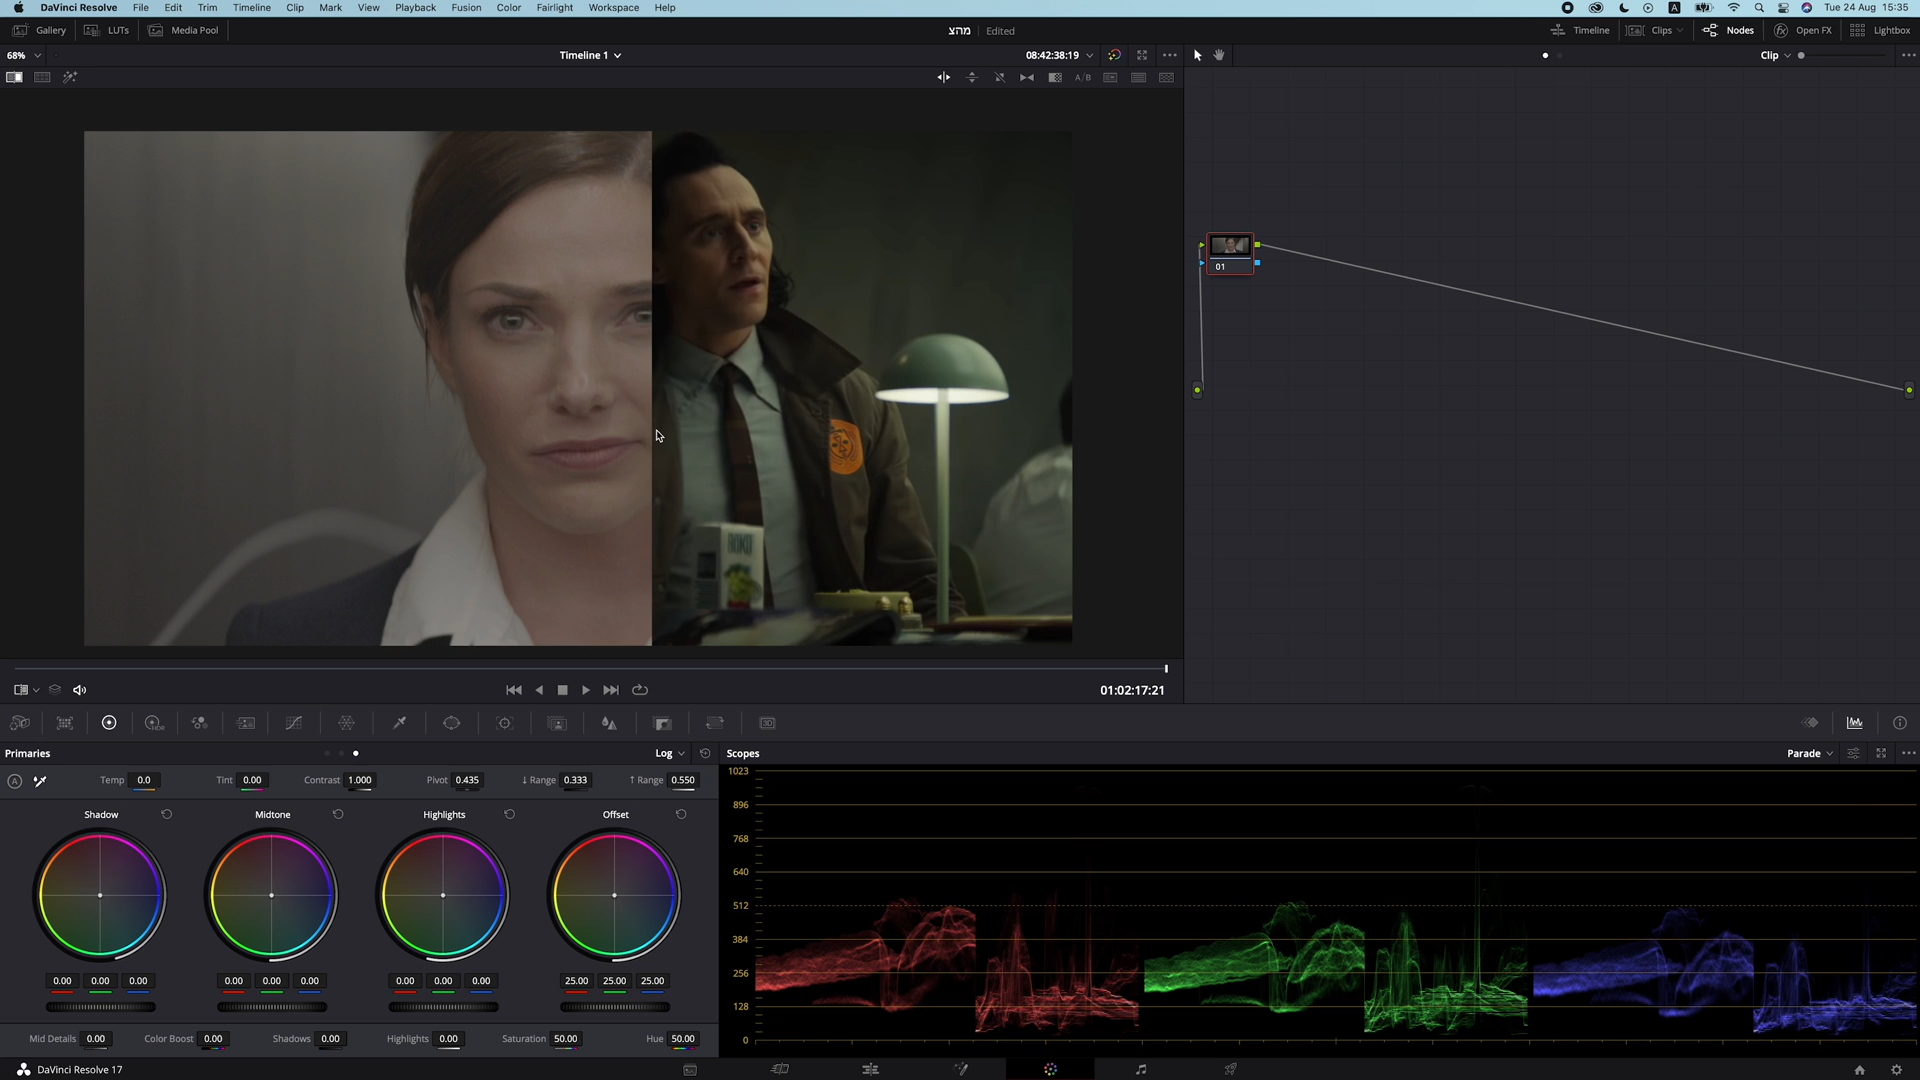 DaVinci Resolve File Edit Trim Timeline Clip Mark View Playback Fusion Color Fairlight Workspace Help A Tue 24 Aug 15:35
Gallery LUTs Media Pool מרהצ Edited Timeline Clips Nodes Open FX Lightbox
68% Timeline 1 08:42:38:19 Clip
A/B
01
01:02:17:21
HDR 3D
Primaries Log Scopes Parade
A Temp 0.0 Tint 0.00 Contrast 1.000 Pivot 0.435 ↓ Range 0.333 ↑ Range 0.550
Shadow Midtone Highlights Offset
0.00 0.00 0.00 0.00 0.00 0.00 0.00 0.00 0.00 25.00 25.00 25.00
Mid Details 0.00 Color Boost 0.00 Shadows 0.00 Highlights 0.00 Saturation 50.00 Hue 50.00
1023
896
768
640
512
384
256
128
0
DaVinci Resolve 17